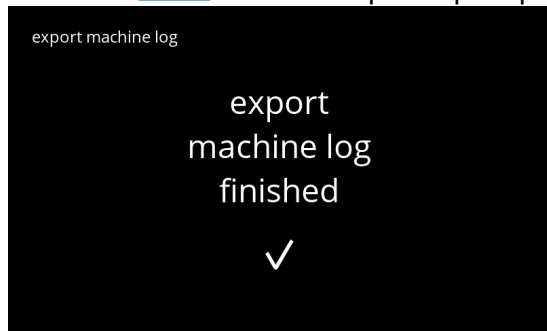 export machine log
export
machine log
finished